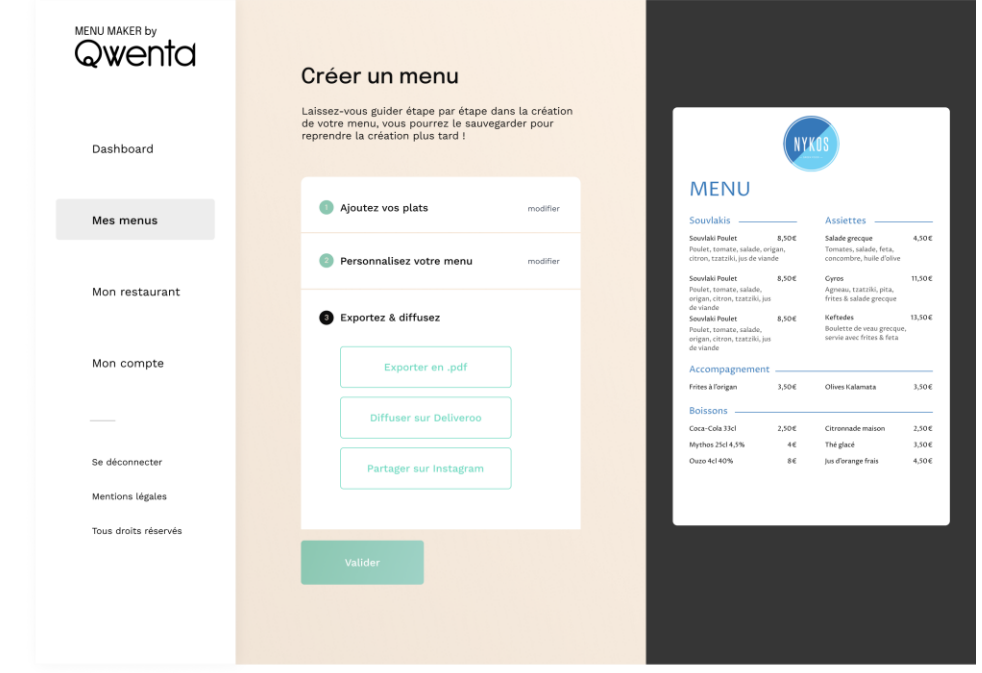 MENU MAKER by
Qwenta
Dashboard
Mes menus
Mon restaurant
Mon compte
Se déconnecter
Mentions légales
Tous droits réservés
Créer un menu
Laissez-vous guider étape par étape dans la création
de votre menu, vous pourrez le sauvegarder pour
reprendre la création plus tard !
1 Ajoutez vos plats modifier
2 Personnalisez votre menu modifier
3 Exportez & diffusez
Exporter en .pdf
Diffuser sur Deliveroo
Partager sur Instagram
Valider
NYKOS
MENU
Souvlakis
Souvlaki Poulet 8,50€
Poulet, tomate, salade, origan,
citron, tzatziki, jus de viande
Souvlaki Poulet 8,50€
Poulet, tomate, salade,
origan, citron, tzatziki, jus
de viande
Souvlaki Poulet 8,50€
Poulet, tomate, salade,
origan, citron, tzatziki, jus
de viande
Assiettes
Salade grecque 4,50€
Tomates, salade, feta,
concombre, huile d'olive
Gyros 11,50€
Agneau, tzatziki, pita,
frites & salade grecque
Keftedes 13,50€
Boulette de veau grecque,
servie avec frites & feta
Accompagnement
Frites à l'origan 3,50€ Olives Kalamata 3,50€
Boissons
Coca-Cola 33cl 2,50€ Citronnade maison 2,50€
Mythos 25cl 4,5% 4€ Thé glacé 3,50€
Ouzo 4cl 40% 8€ Jus d'orange frais 4,50€